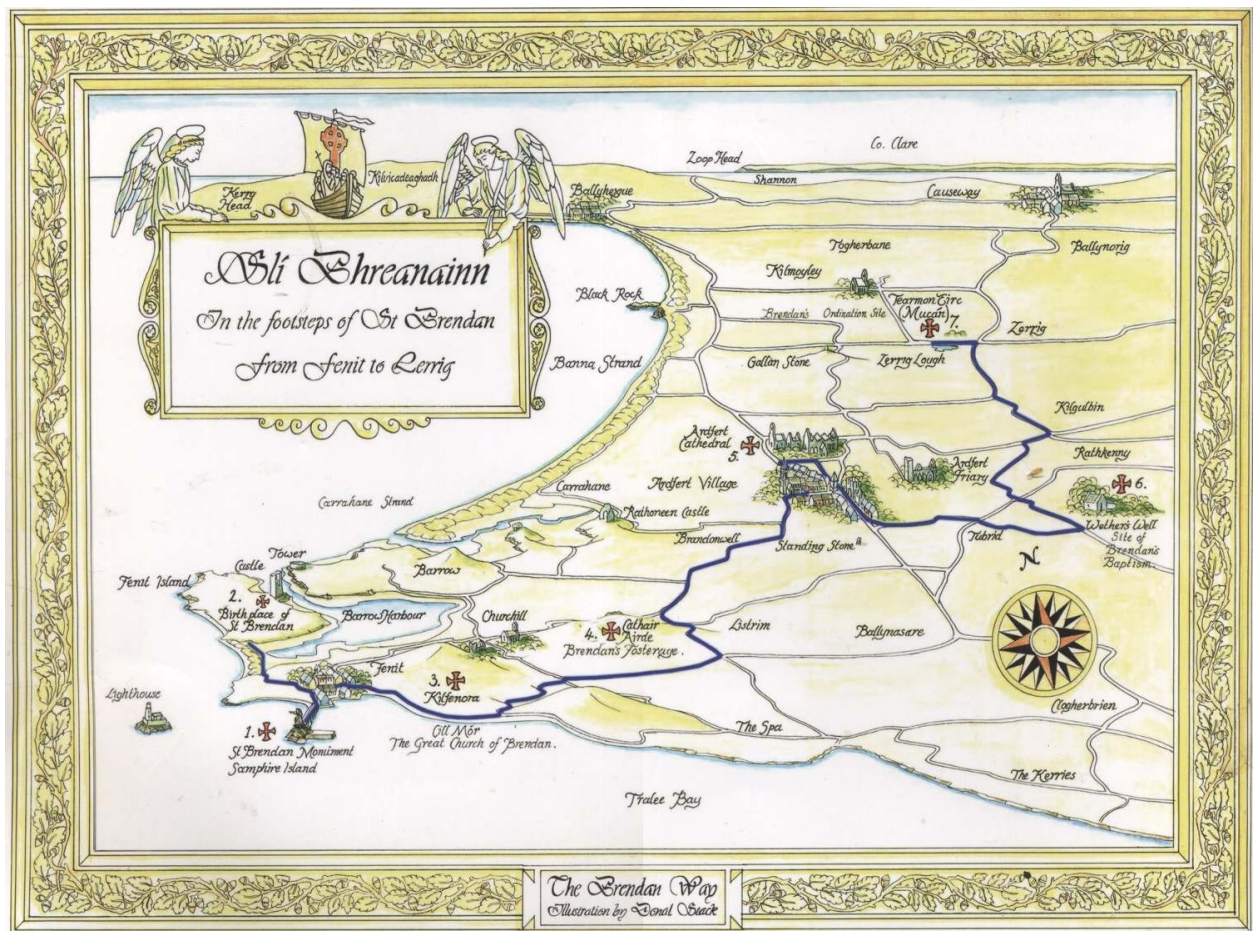 Loop Head
Co. Clare
Shannon
Kerry
Head
Kilvicadeaghadh
Ballyheigue
Causeway
Slí Bhreanainn
In the footsteps of St Brendan
from Fenit to Lerrig
Togherbane
Ballynorig
Kilmoyley
Black Rock
Tearmon Eirc
(Mucan)
7.
Brendan's Ordination Site
Lerrig
Banna Strand
Gallan Stone
Lerrig Lough
Kilgulbin
Ardfert
Cathedral
5.
Rathkenny
Ardfert
Friary
6.
Carrahane
Ardfert Village
Carrahane Strand
Rathoneen Castle
Wether's Well
Site of
Brendan's
Baptism.
Brandonwell
Standing Stone
Tubrid
N
Tower
Castle
Fenit Island
Barrow
2.
Birthplace of
St Brendan
Barrow Harbour
Churchill
4.
Cathair
Airde
Brendan's Fosterage.
Listrim
Ballynasare
Fenit
3.
Kilfenora
Lighthouse
Clogherbrien
1.
St Brendan Monument
Samphire Island
Cill Mór
The Great Church of Brendan.
The Spa
The Kerries
Tralee Bay
The Brendan Way
Illustration by Donal Stack